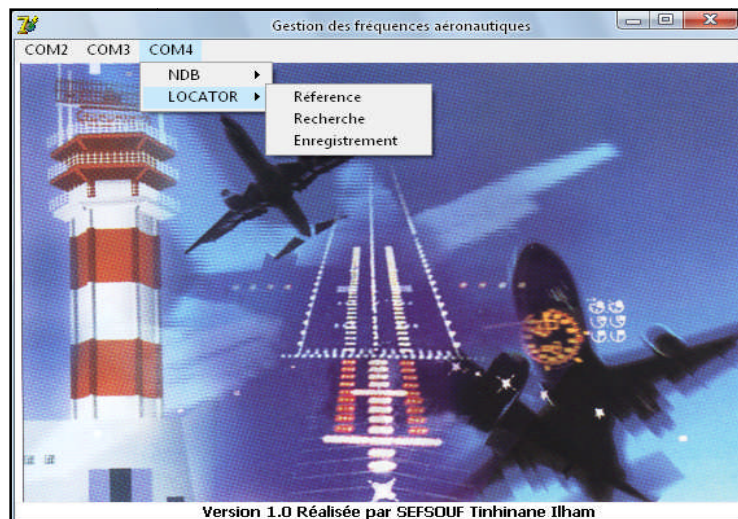 Gestion des fréquences aéronautiques
COM2 COM3 COM4
NDB
LOCATOR
Réference
Recherche
Enregistrement
Version 1.0 Réalisée par SEFSOUF Tinhinane Ilham